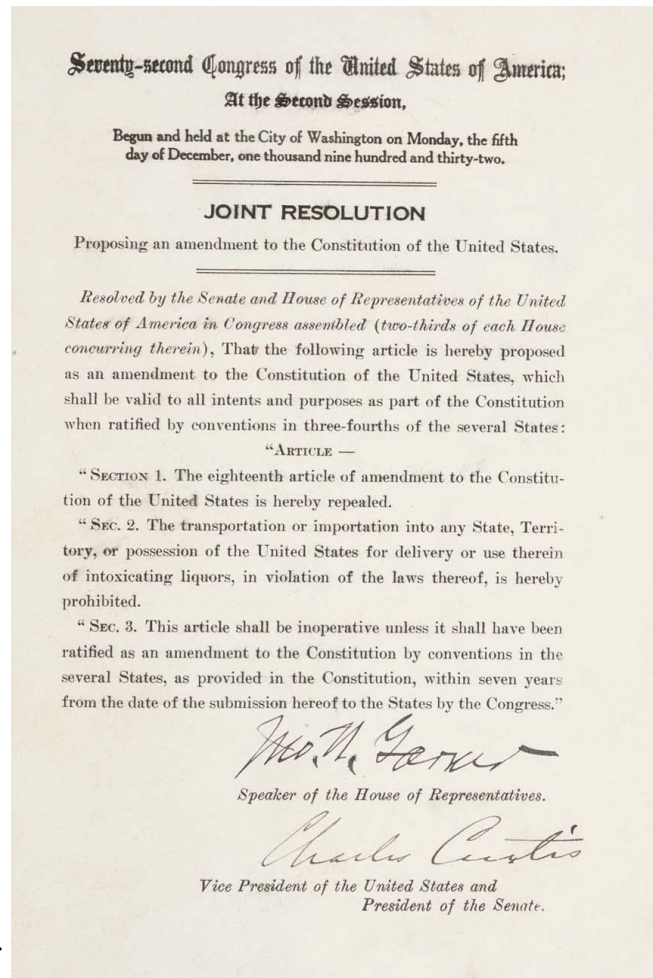 Seventy-second Congress of the United States of America;
At the Second Session,
Begun and held at the City of Washington on Monday, the fifth
day of December, one thousand nine hundred and thirty-two.
JOINT RESOLUTION
Proposing an amendment to the Constitution of the United States.
Resolved by the Senate and House of Representatives of the United
States of America in Congress assembled (two-thirds of each House
concurring therein), That the following article is hereby proposed
as an amendment to the Constitution of the United States, which
shall be valid to all intents and purposes as part of the Constitution
when ratified by conventions in three-fourths of the several States:
"ARTICLE —
"SECTION 1. The eighteenth article of amendment to the Constitu-
tion of the United States is hereby repealed.
"SEC. 2. The transportation or importation into any State, Terri-
tory, or possession of the United States for delivery or use therein
of intoxicating liquors, in violation of the laws thereof, is hereby
prohibited.
"SEC. 3. This article shall be inoperative unless it shall have been
ratified as an amendment to the Constitution by conventions in the
several States, as provided in the Constitution, within seven years
from the date of the submission hereof to the States by the Congress."
Jno. N. Garner
Speaker of the House of Representatives.
Charles Curtis
Vice President of the United States and
President of the Senate.